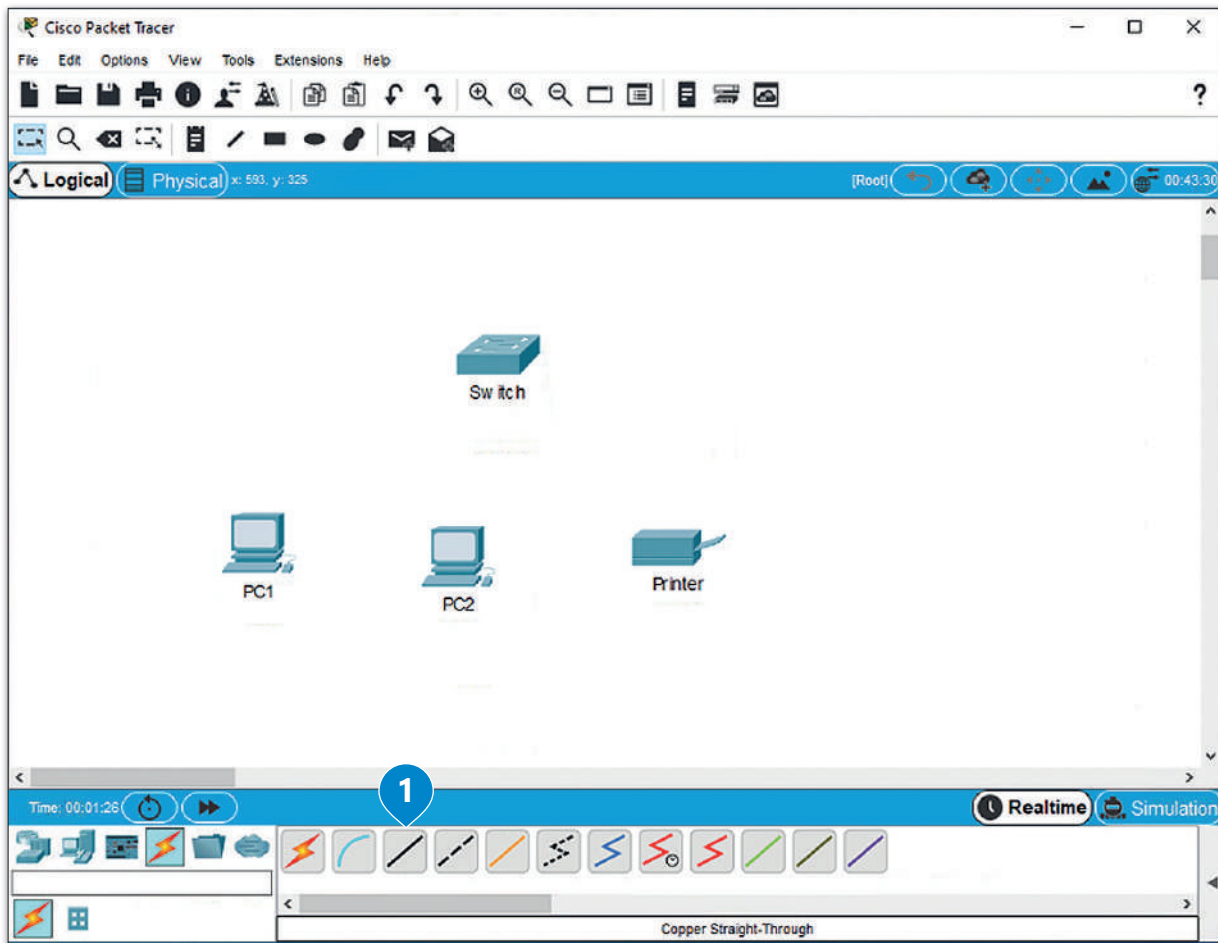 Cisco Packet Tracer
File Edit Options View Tools Extensions Help
?
Logical Physical x: 593, y: 325 [Root] 00:43:30
Switch
PC1
PC2
Printer
1
Time: 00:01:26 Realtime Simulation
Copper Straight-Through